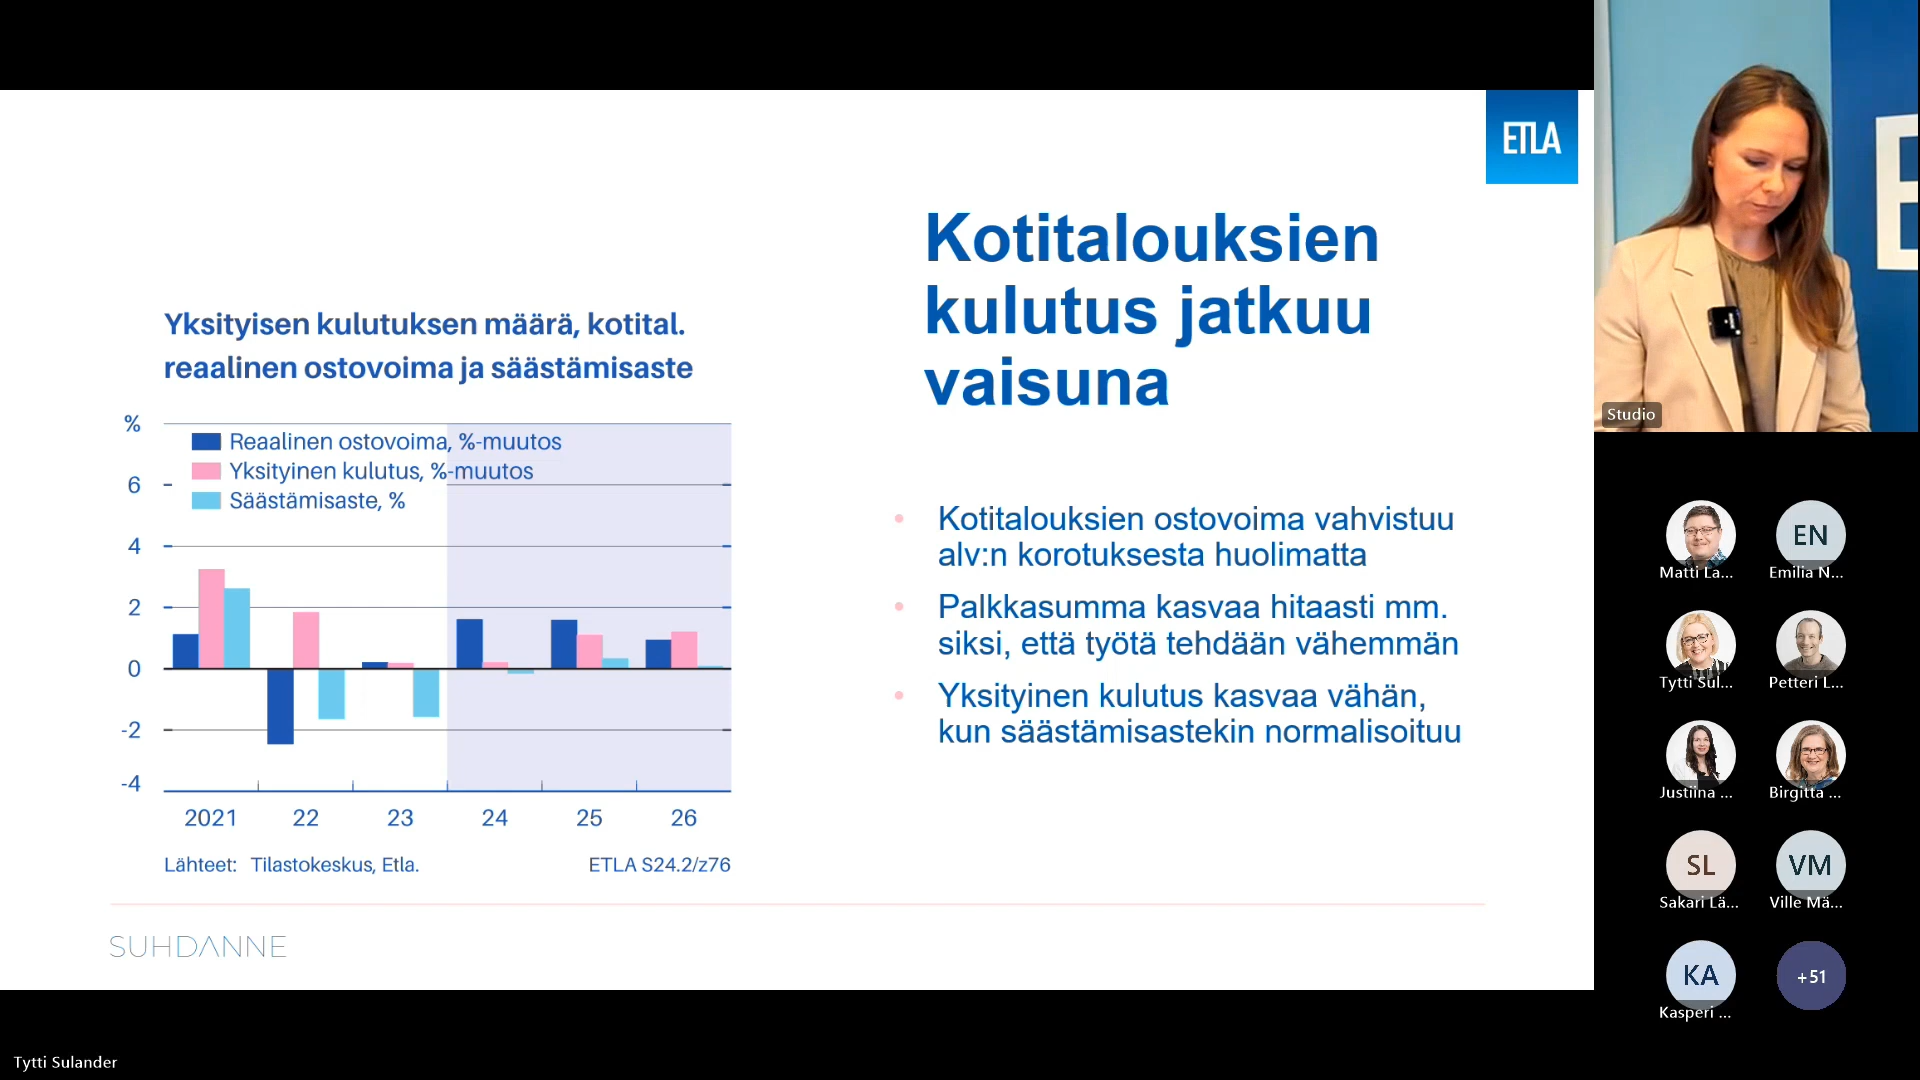 ETLA
Kotitalouksien
kulutus jatkuu
vaisuna
Yksityisen kulutuksen määrä, kotital.
reaalinen ostovoima ja säästämisaste
%
Reaalinen ostovoima, %-muutos
Yksityinen kulutus, %-muutos
Säästämisaste, %
6
4
2
0
-2
-4
2021 22 23 24 25 26
Lähteet: Tilastokeskus, Etla. ETLA S24.2/z76
• Kotitalouksien ostovoima vahvistuu
alv:n korotuksesta huolimatta
• Palkkasumma kasvaa hitaasti mm.
siksi, että työtä tehdään vähemmän
• Yksityinen kulutus kasvaa vähän,
kun säästämisastekin normalisoituu
SUHDANNE
Tytti Sulander
E
Studio
EN
Matti La... Emilia N...
Tytti Sul... Petteri L...
Justiina ... Birgitta ...
SL VM
Sakari Lä... Ville Mä...
KA +51
Kasperi ...